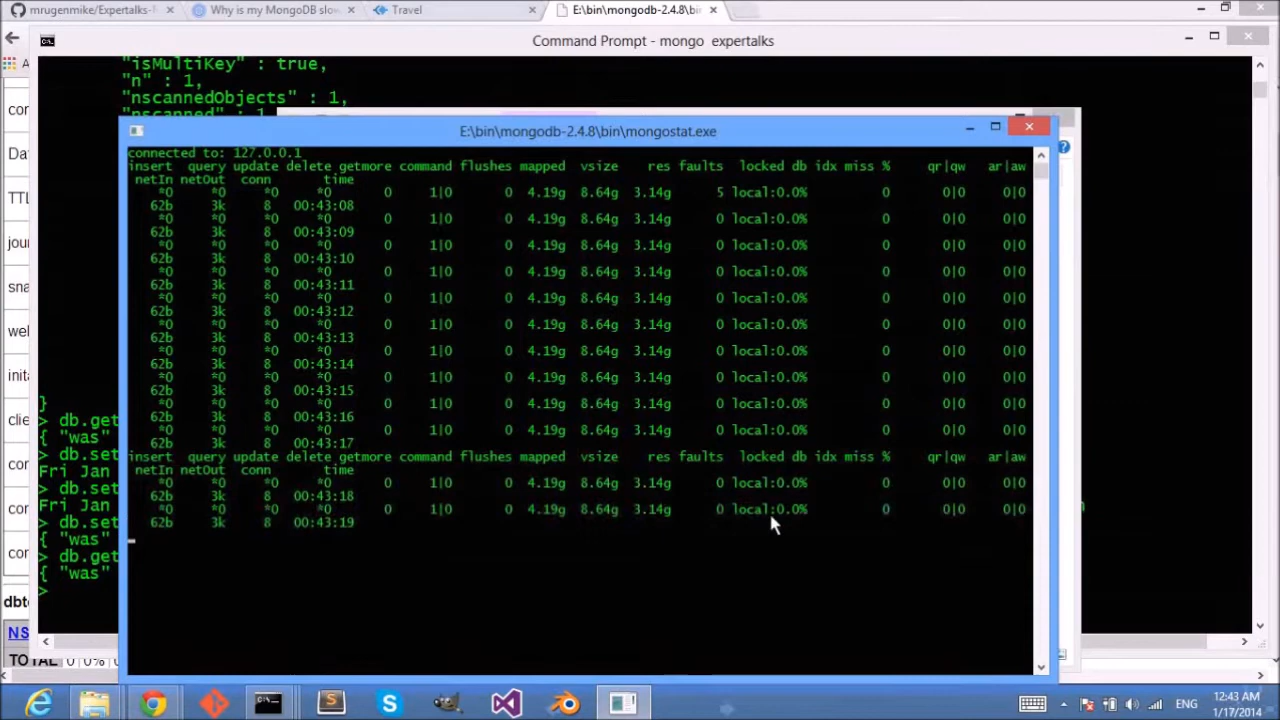 mrugenmike/Expertalks-
Why is my MongoDB slow
Travel
E:\bin\mongodb-2.4.8\bi
Command Prompt - mongo expertalks
"isMultiKey" : true,
"n" : 1,
"nscannedObjects" : 1,
"nscanned" : 1
E:\bin\mongodb-2.4.8\bin\mongostat.exe
connected to: 127.0.0.1
insert query update delete getmore command flushes mapped vsize res faults locked db idx miss % qr|qw ar|aw
netIn netOut conn time
*0 *0 *0 *0 0 1|0 0 4.19g 8.64g 3.14g 5 local:0.0% 0 0|0 0|0
62b 3k 8 00:43:08
*0 *0 *0 *0 0 1|0 0 4.19g 8.64g 3.14g 0 local:0.0% 0 0|0 0|0
62b 3k 8 00:43:09
*0 *0 *0 *0 0 1|0 0 4.19g 8.64g 3.14g 0 local:0.0% 0 0|0 0|0
62b 3k 8 00:43:10
*0 *0 *0 *0 0 1|0 0 4.19g 8.64g 3.14g 0 local:0.0% 0 0|0 0|0
62b 3k 8 00:43:11
*0 *0 *0 *0 0 1|0 0 4.19g 8.64g 3.14g 0 local:0.0% 0 0|0 0|0
62b 3k 8 00:43:12
*0 *0 *0 *0 0 1|0 0 4.19g 8.64g 3.14g 0 local:0.0% 0 0|0 0|0
62b 3k 8 00:43:13
*0 *0 *0 *0 0 1|0 0 4.19g 8.64g 3.14g 0 local:0.0% 0 0|0 0|0
62b 3k 8 00:43:14
*0 *0 *0 *0 0 1|0 0 4.19g 8.64g 3.14g 0 local:0.0% 0 0|0 0|0
62b 3k 8 00:43:15
*0 *0 *0 *0 0 1|0 0 4.19g 8.64g 3.14g 0 local:0.0% 0 0|0 0|0
62b 3k 8 00:43:16
*0 *0 *0 *0 0 1|0 0 4.19g 8.64g 3.14g 0 local:0.0% 0 0|0 0|0
62b 3k 8 00:43:17
insert query update delete getmore command flushes mapped vsize res faults locked db idx miss % qr|qw ar|aw
netIn netOut conn time
*0 *0 *0 *0 0 1|0 0 4.19g 8.64g 3.14g 0 local:0.0% 0 0|0 0|0
62b 3k 8 00:43:18
*0 *0 *0 *0 0 1|0 0 4.19g 8.64g 3.14g 0 local:0.0% 0 0|0 0|0
62b 3k 8 00:43:19
}
> db.get
{ "was"
> db.set
Fri Jan
> db.set
Fri Jan
> db.set
{ "was"
> db.get
{ "was"
>
cor
Da
TTL
jour
sna
wel
inita
clie
cor
cor
cor
dbto
NS
TOTAL 0 0%
ENG
12:43 AM
1/17/2014